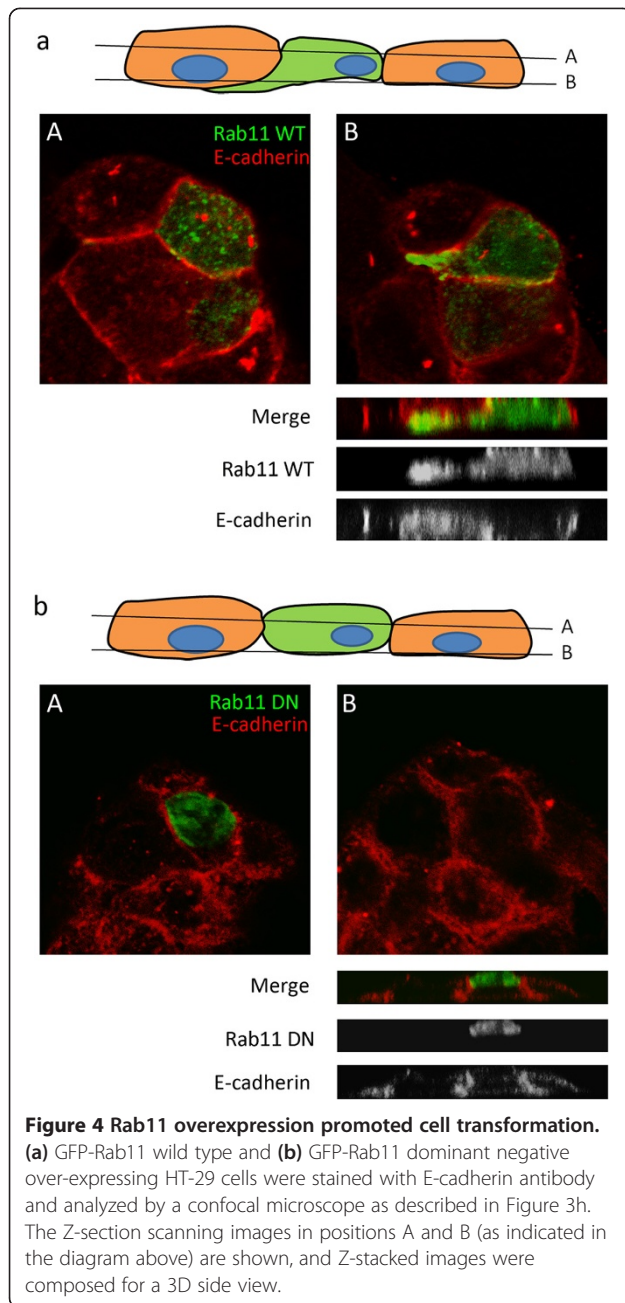 a
A
B
A
Rab11 WT
E-cadherin
B
Merge
Rab11 WT
E-cadherin
b
A
B
A
Rab11 DN
E-cadherin
B
Merge
Rab11 DN
E-cadherin
Figure 4 Rab11 overexpression promoted cell transformation.
(a) GFP-Rab11 wild type and (b) GFP-Rab11 dominant negative
over-expressing HT-29 cells were stained with E-cadherin antibody
and analyzed by a confocal microscope as described in Figure 3h.
The Z-section scanning images in positions A and B (as indicated in
the diagram above) are shown, and Z-stacked images were
composed for a 3D side view.